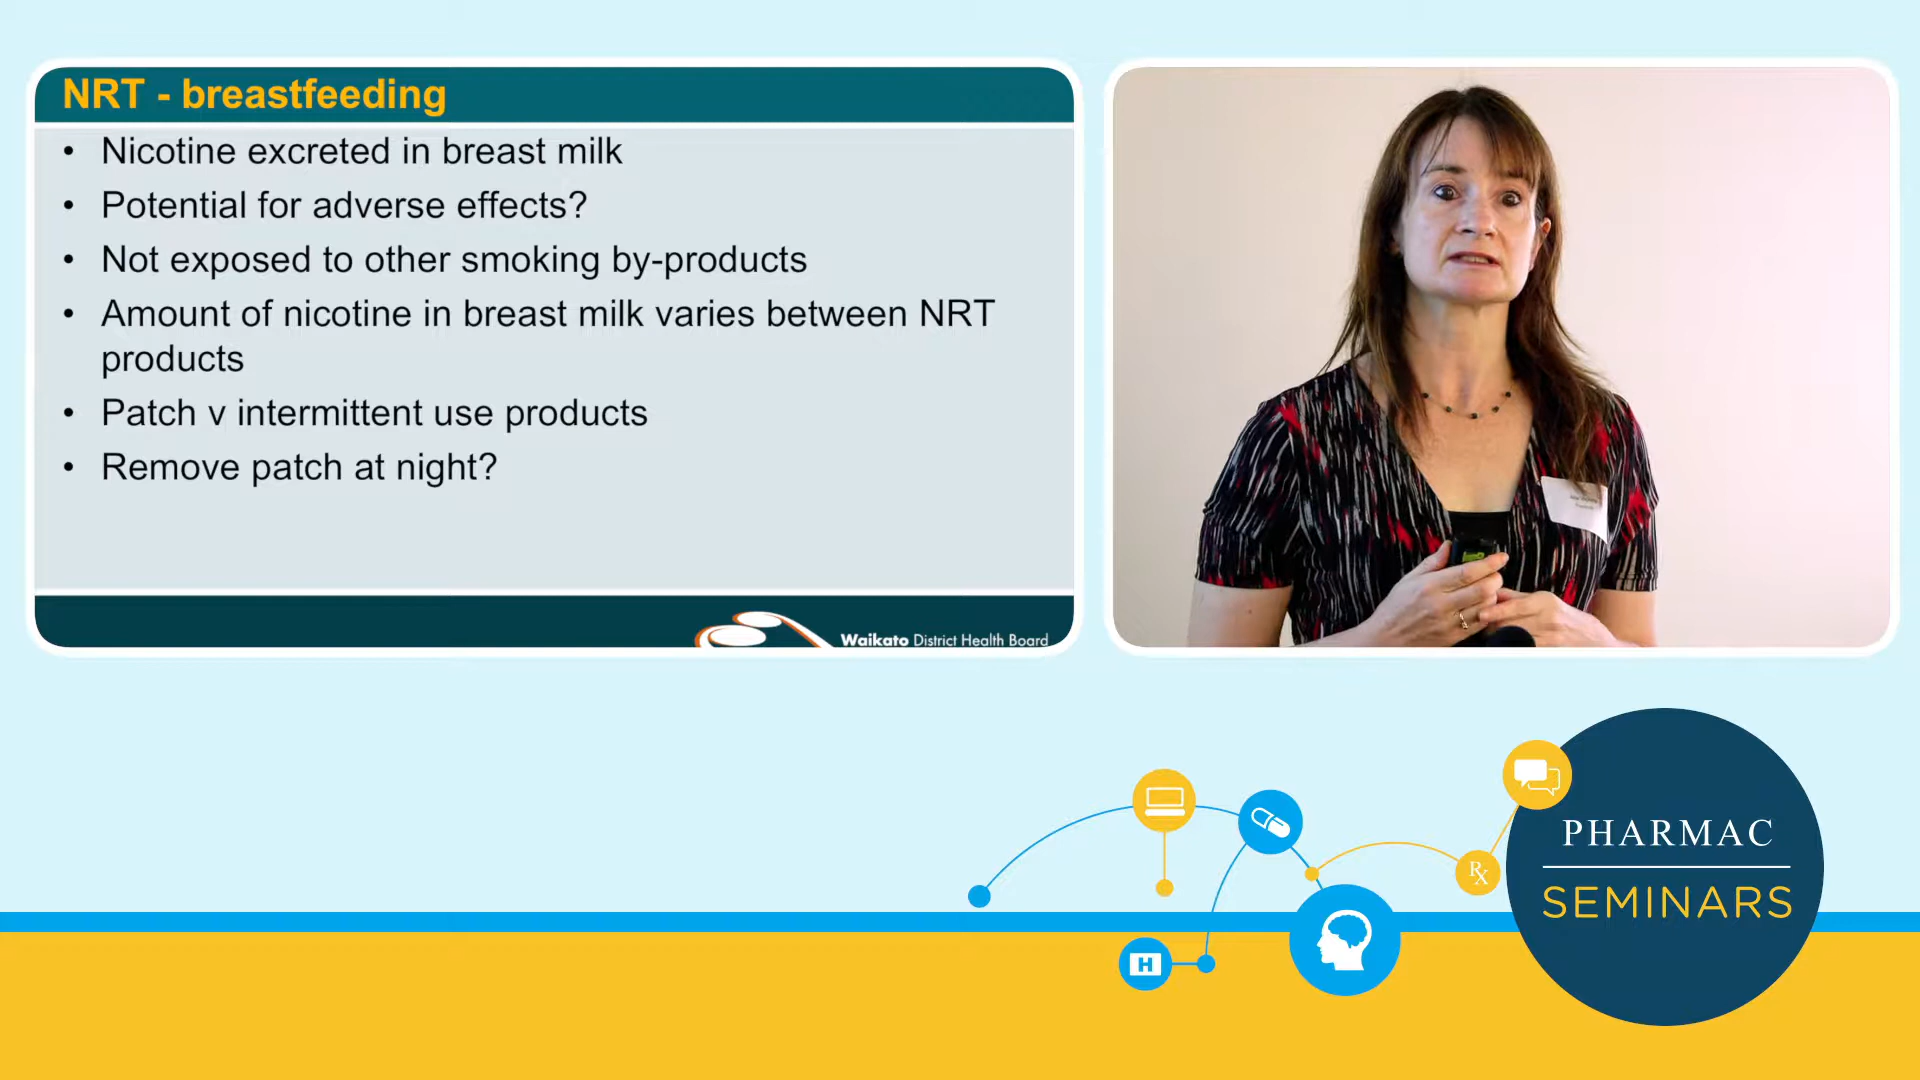 NRT - breastfeeding
• Nicotine excreted in breast milk
• Potential for adverse effects?
• Not exposed to other smoking by-products
• Amount of nicotine in breast milk varies between NRT
products
• Patch v intermittent use products
• Remove patch at night?
Waikato District Health Board
PHARMAC
SEMINARS
Rx
H